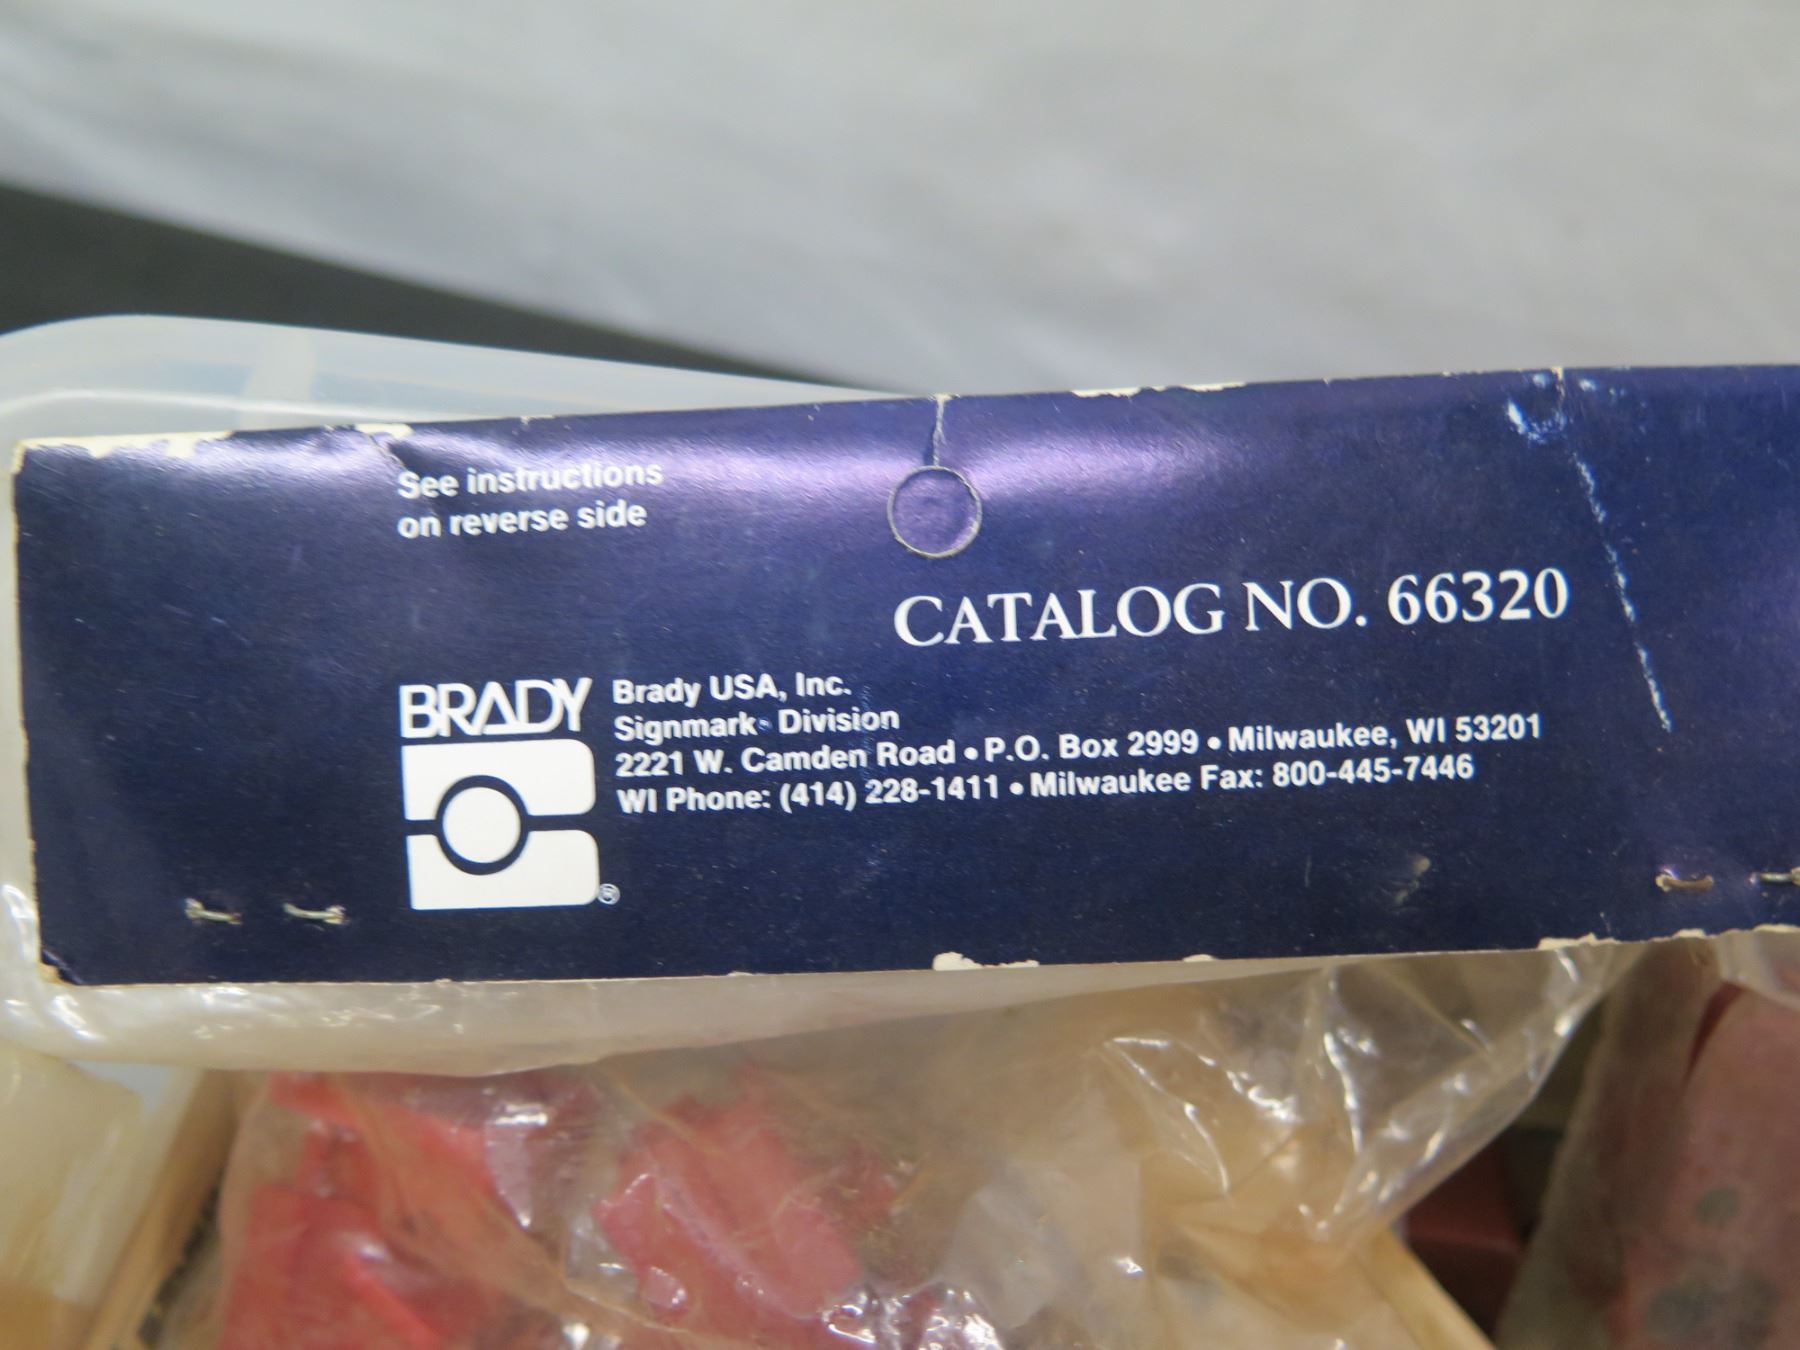 See instructions
on reverse side
CATALOG NO. 66320
BRADY
Brady USA, Inc.
Signmark® Division
2221 W. Camden Road • P.O. Box 2999 • Milwaukee, WI 53201
WI Phone: (414) 228-1411 • Milwaukee Fax: 800-445-7446
®